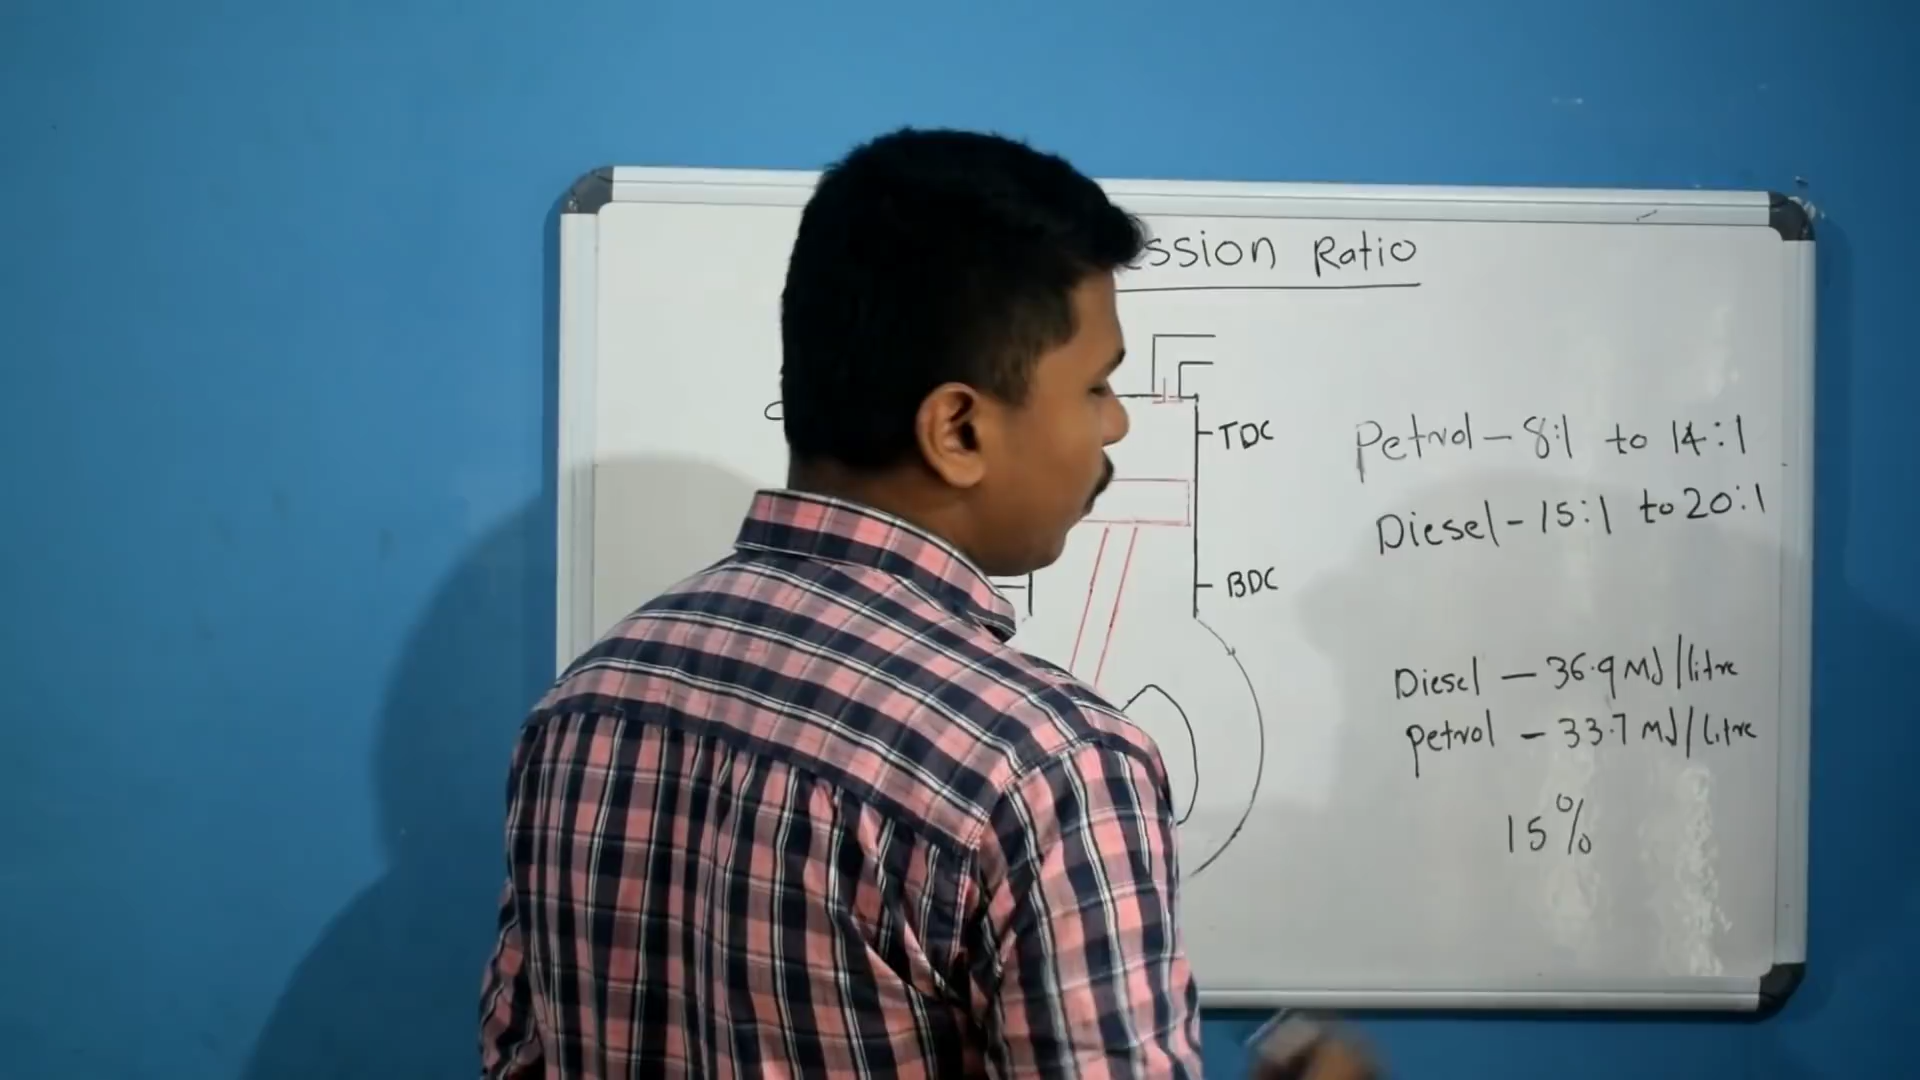 ssion Ratio
TDC
Petrol - 8:1 to 14:1
Diesel - 15:1 to 20:1
BDC
Diesel - 36.9 MJ/litre
Petrol - 33.7 MJ/litre
15%